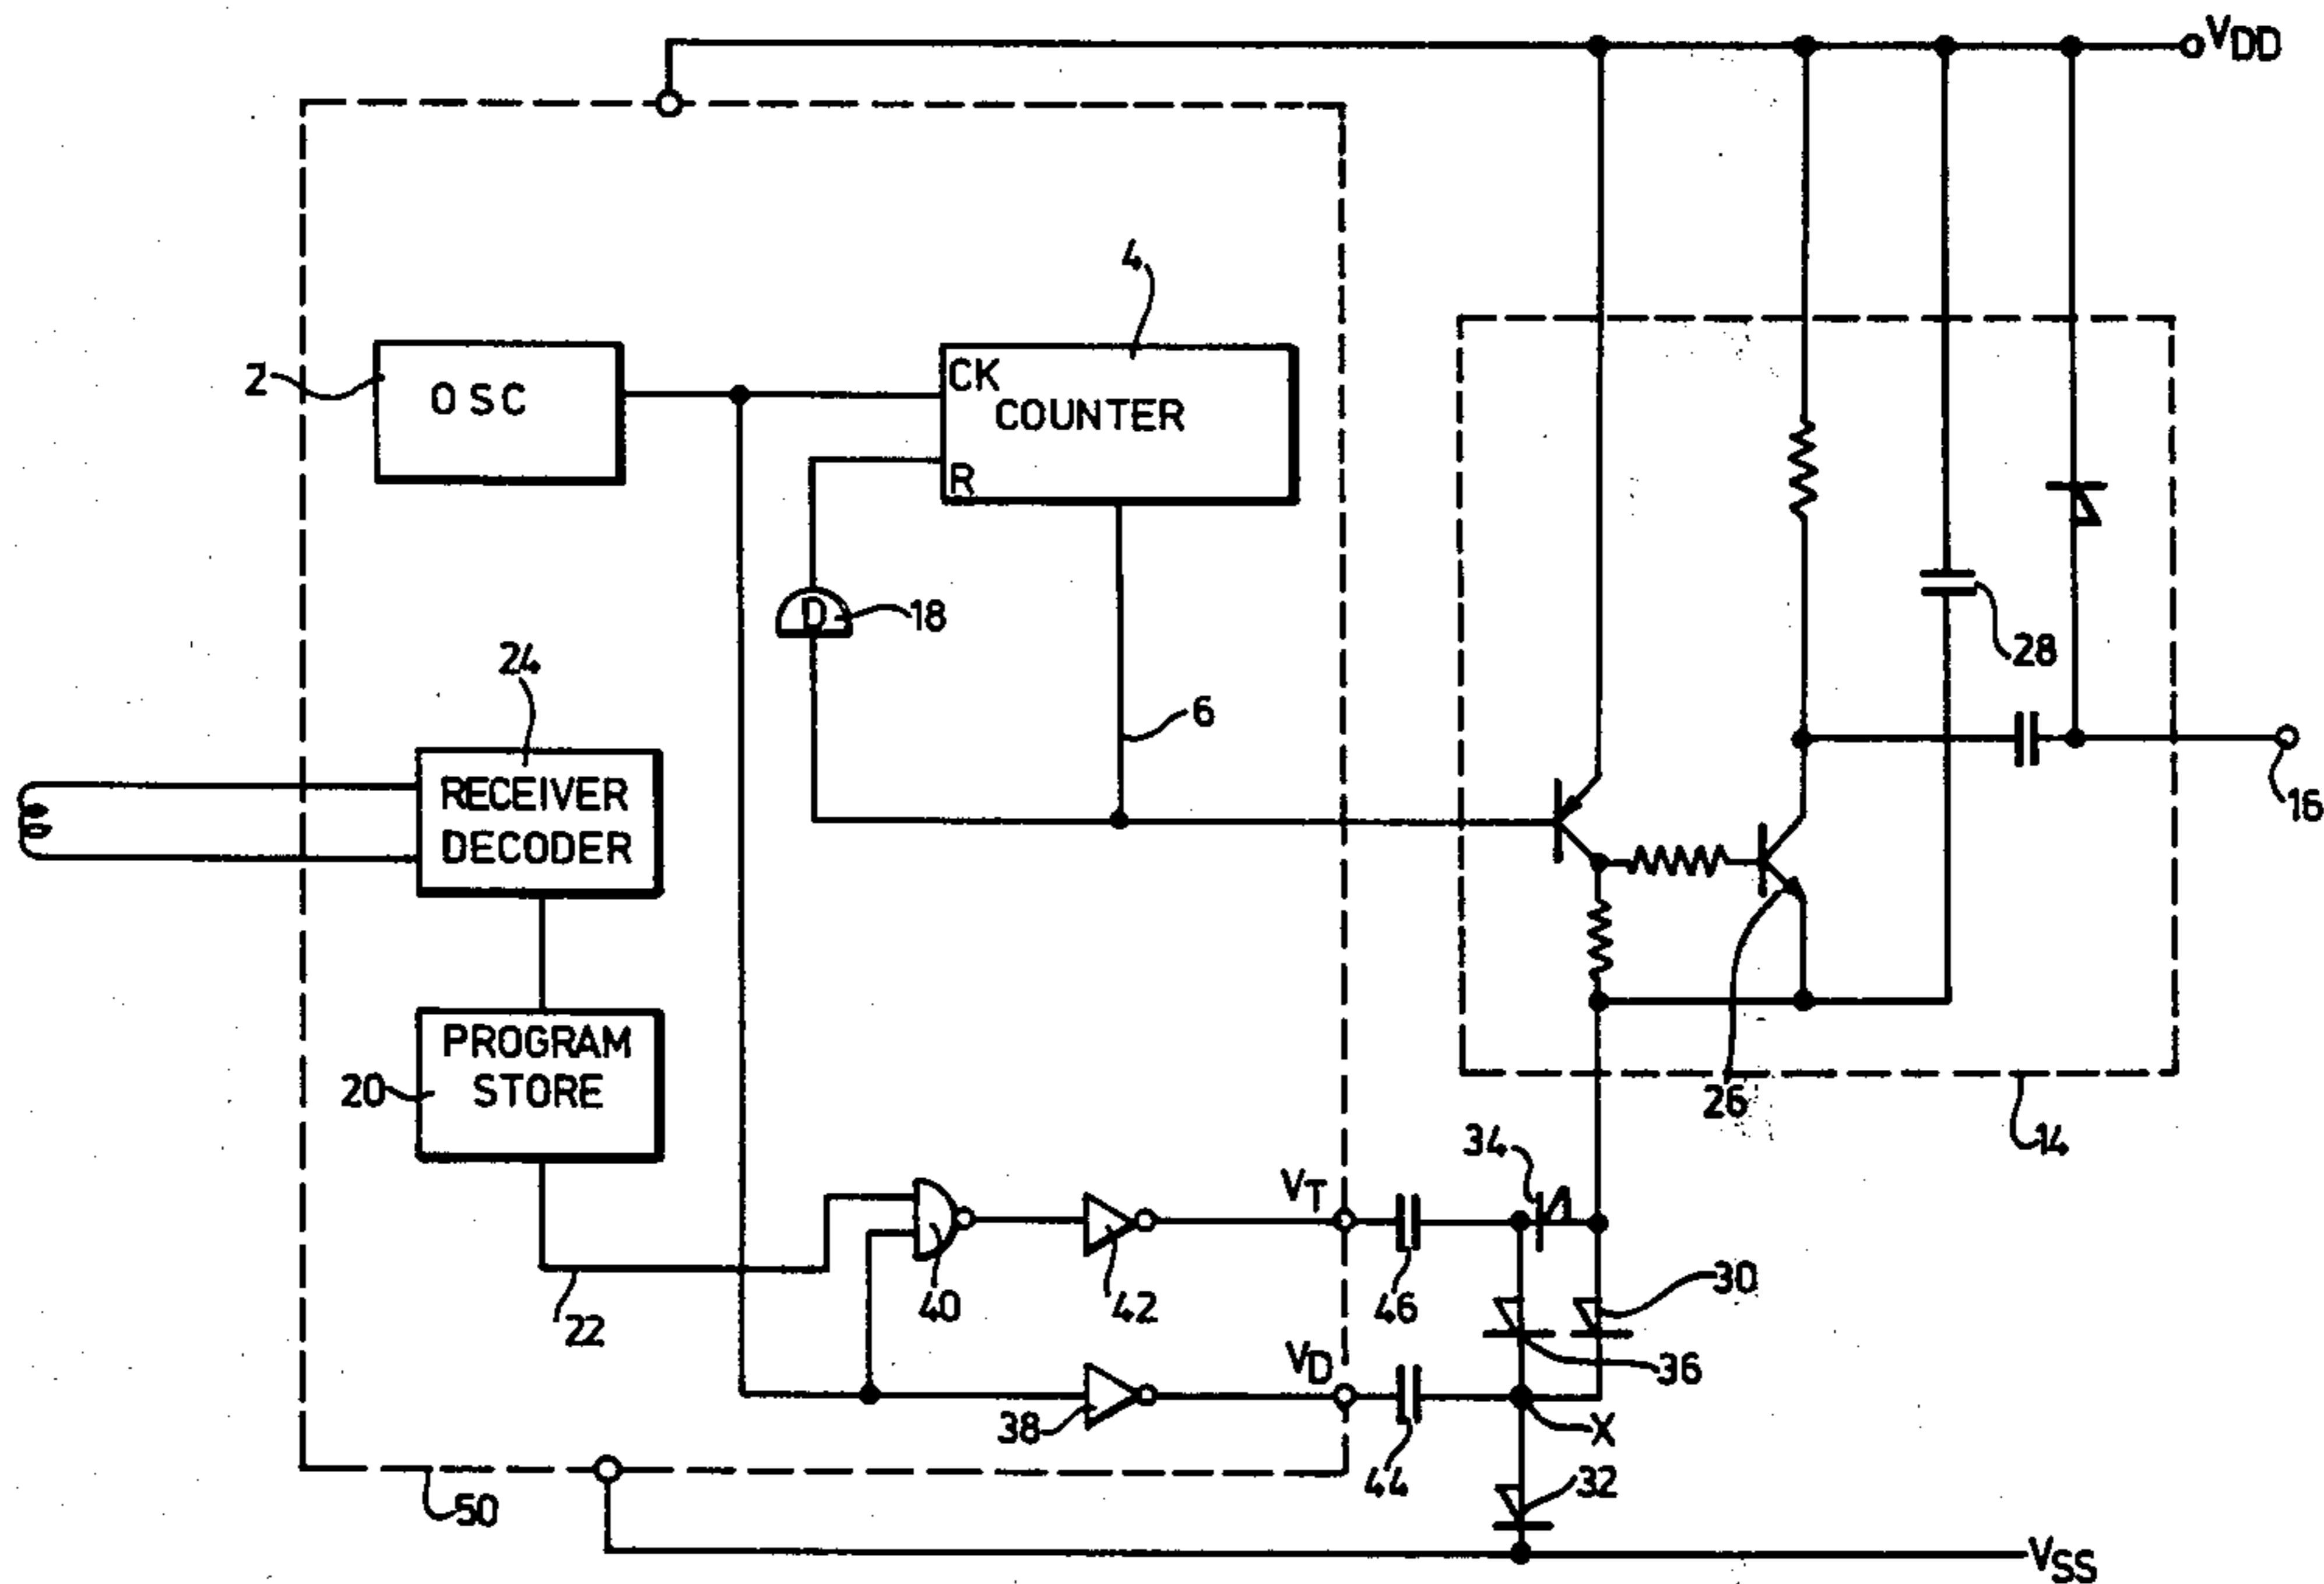 VDD
4
2
OSC
CK
COUNTER
R
D
18
24
6
28
RECEIVER
DECODER
16
PROGRAM
STORE
20
26
14
34
VT
30
40
42
46
22
VD
36
38
X
44
32
50
VSS